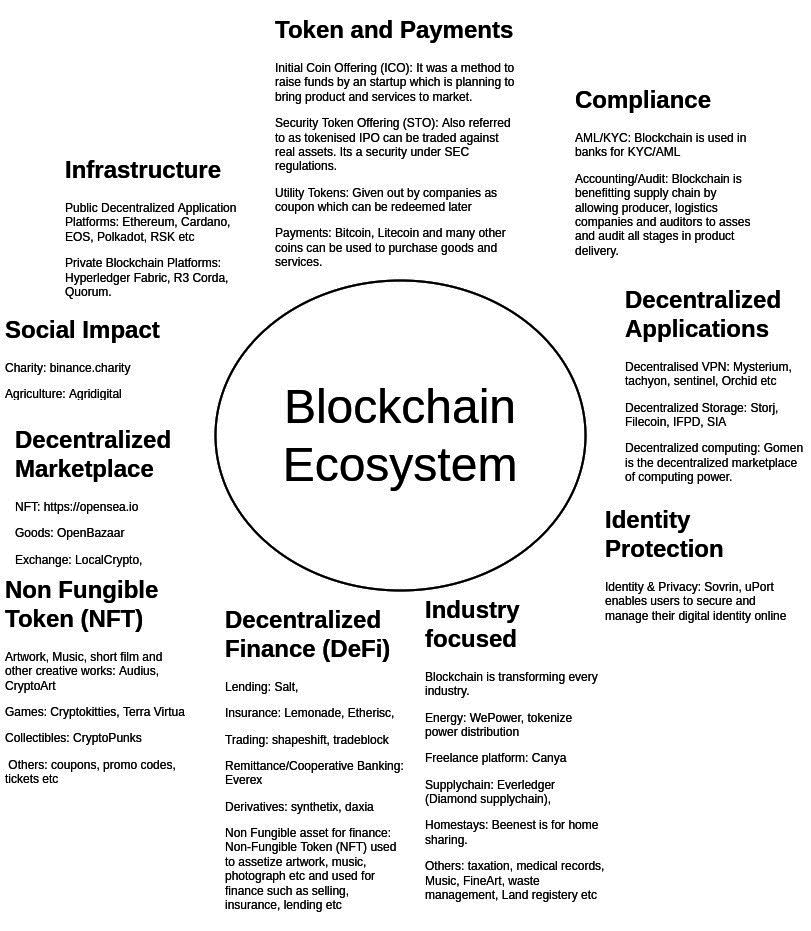 Token and Payments
Initial Coin Offering (ICO): It was a method to
raise funds by an startup which is planning to
bring product and services to market.
Security Token Offering (STO): Also referred
to as tokenised IPO can be traded against
real assets. Its a security under SEC
regulations.
Utility Tokens: Given out by companies as
coupon which can be redeemed later
Payments: Bitcoin, Litecoin and many other
coins can be used to purchase goods and
services.
Compliance
AML/KYC: Blockchain is used in
banks for KYC/AML
Accounting/Audit: Blockchain is
benefitting supply chain by
allowing producer, logistics
companies and auditors to asses
and audit all stages in product
delivery.
Infrastructure
Public Decentralized Application
Platforms: Ethereum, Cardano,
EOS, Polkadot, RSK etc
Private Blockchain Platforms:
Hyperledger Fabric, R3 Corda,
Quorum.
Decentralized
Applications
Decentralised VPN: Mysterium,
tachyon, sentinel, Orchid etc
Decentralized Storage: Storj,
Filecoin, IFPD, SIA
Decentralized computing: Gomen
is the decentralized marketplace
of computing power.
Social Impact
Charity: binance.charity
Agriculture: Agridigital
Blockchain
Ecosystem
Decentralized
Marketplace
NFT: https://opensea.io
Goods: OpenBazaar
Exchange: LocalCrypto,
Identity
Protection
Identity & Privacy: Sovrin, uPort
enables users to secure and
manage their digital identity online
Non Fungible
Token (NFT)
Artwork, Music, short film and
other creative works: Audius,
CryptoArt
Games: Cryptokitties, Terra Virtua
Collectibles: CryptoPunks
Others: coupons, promo codes,
tickets etc
Decentralized
Finance (DeFi)
Lending: Salt,
Insurance: Lemonade, Etherisc,
Trading: shapeshift, tradeblock
Remittance/Cooperative Banking:
Everex
Derivatives: synthetix, daxia
Non Fungible asset for finance:
Non-Fungible Token (NFT) used
to assetize artwork, music,
photograph etc and used for
finance such as selling,
insurance, lending etc
Industry
focused
Blockchain is transforming every
industry.
Energy: WePower, tokenize
power distribution
Freelance platform: Canya
Supplychain: Everledger
(Diamond supplychain),
Homestays: Beenest is for home
sharing.
Others: taxation, medical records,
Music, FineArt, waste
management, Land registery etc